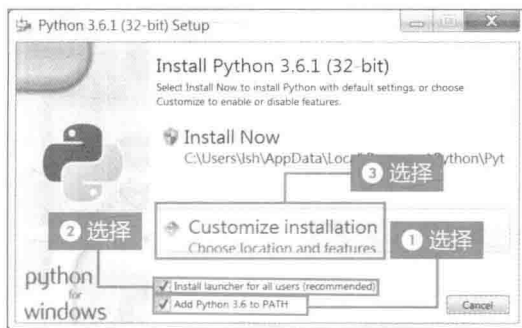 Python 3.6.1 (32-bit) Setup
Install Python 3.6.1 (32-bit)
Select Install Now to install Python with default settings, or choose
Customize to enable or disable features.
Install Now
C:\Users\lsh\AppData\Loca Python\Pyt
③ 选择
Customize installation
Choose location and features
② 选择
① 选择
Install launcher for all users (recommended)
Add Python 3.6 to PATH
python
for
windows
Cancel